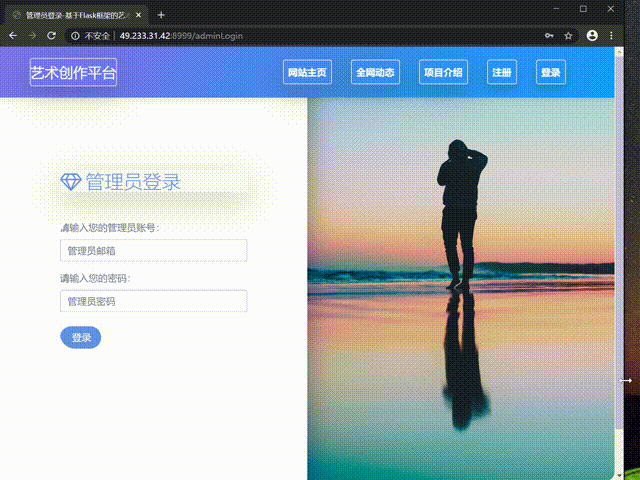 管理员登录-基于Flask框架的艺
不安全 | 49.233.31.42:8999/adminLogin
艺术创作平台
网站主页 全网动态 项目介绍 注册 登录
管理员登录
请输入您的管理员账号：
管理员邮箱
请输入您的密码：
管理员密码
登录